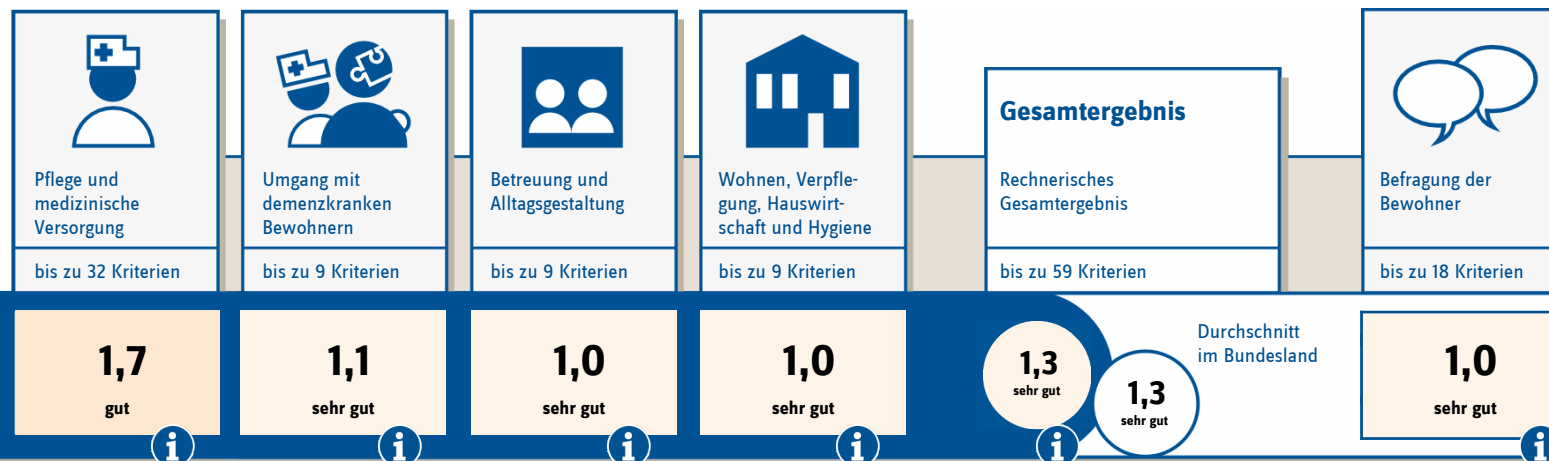 Pflege und
medizinische
Versorgung
bis zu 32 Kriterien
1,7
gut
Umgang mit
demenzkranken
Bewohnern
bis zu 9 Kriterien
1,1
sehr gut
Betreuung und
Alltagsgestaltung
bis zu 9 Kriterien
1,0
sehr gut
Wohnen, Verpfle-
gung, Hauswirt-
schaft und Hygiene
bis zu 9 Kriterien
1,0
sehr gut
Gesamtergebnis
Rechnerisches
Gesamtergebnis
bis zu 59 Kriterien
1,3
sehr gut
Durchschnitt
im Bundesland
1,3
sehr gut
Befragung der
Bewohner
bis zu 18 Kriterien
1,0
sehr gut